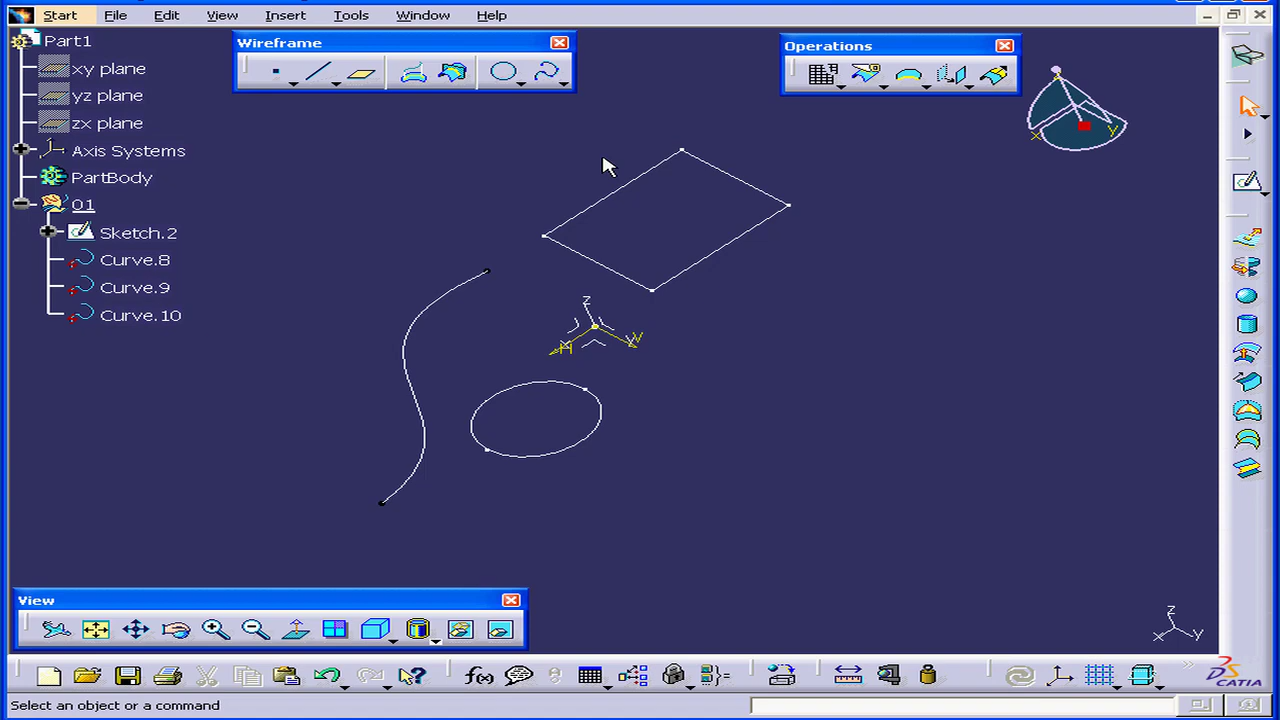 Start File Edit View Insert Tools Window Help
Part1
Wireframe
Operations
xy plane
yz plane
zx plane
Axis Systems
PartBody
01
Sketch.2
Curve.8
Curve.9
Curve.10
x y
z
H V
View
z
x y
f(x)
CATIA
Select an object or a command